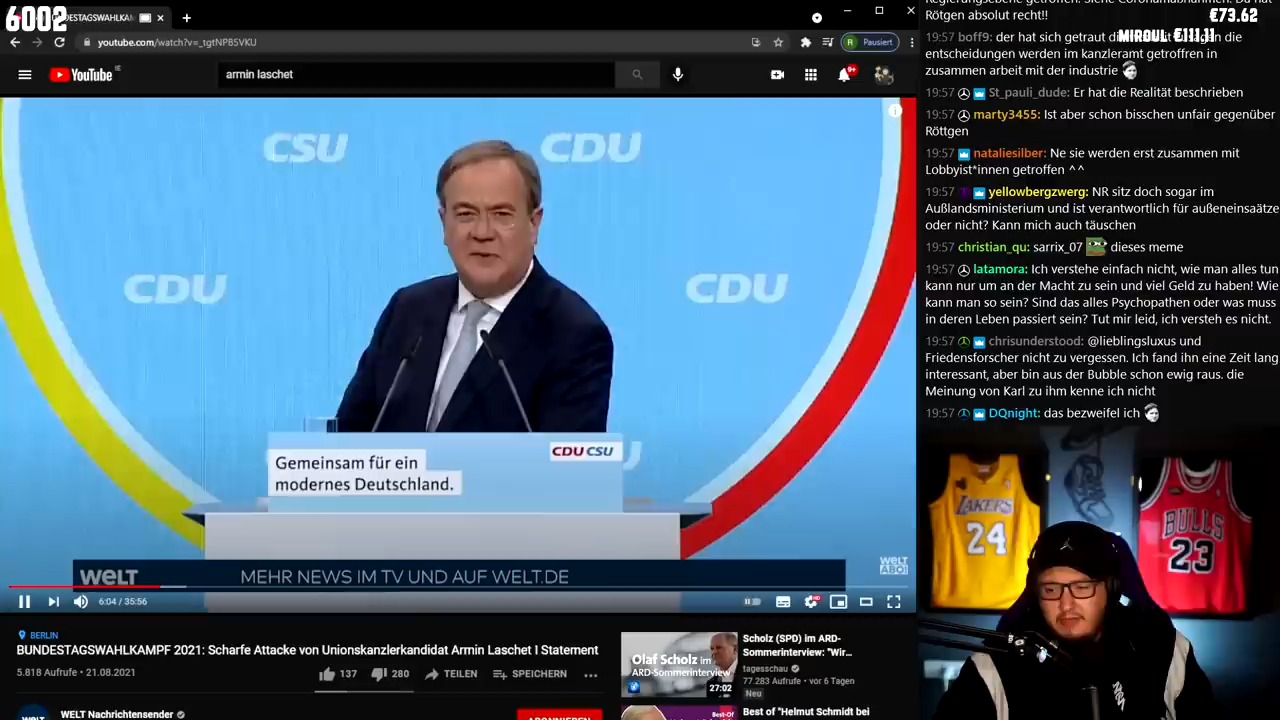 6002
BUNDESTAGSWAHLKAM
youtube.com/watch?v=_tgtNPB5VKU
Pausiert
YouTube
armin laschet
9+
CSU
CDU
CDU
CDU
CDU CSU
Gemeinsam für ein
modernes Deutschland.
WELT
MEHR NEWS IM TV UND AUF WELT.DE
WELT
ABO!
6:04 / 35:56
BERLIN
BUNDESTAGSWAHLKAMPF 2021: Scharfe Attacke von Unionskanzlerkandidat Armin Laschet I Statement
5.818 Aufrufe • 21.08.2021
137
280
TEILEN
SPEICHERN
WELT Nachrichtensender
ABONNIEREN
Olaf Scholz im
ARD-Sommerinterview
27:02
Scholz (SPD) im ARD-
Sommerinterview: "Wir...
tagesschau
77.283 Aufrufe • vor 6 Tagen
Neu
Best of "Helmut Schmidt bei
€73.62
MIROUL €111,11
Regierungsebene getroffen. Siehe Coronamaßnahmen. Da hat
Rötgen absolut recht!!
19:57 boff9: der hat sich getraut die
entscheidungen werden im kanzleramt getroffren in
zusammen arbeit mit der industrie
19:57 St_pauli_dude: Er hat die Realität beschrieben
19:57 marty3455: Ist aber schon bisschen unfair gegenüber
Röttgen
19:57 nataliesilber: Ne sie werden erst zusammen mit
Lobbyist*innen getroffen ^^
19:57 yellowbergzwerg: NR sitz doch sogar im
Außlandsministerium und ist verantwortlich für außeneinsaätze
oder nicht? Kann mich auch täuschen
19:57 christian_qu: sarrix_07 dieses meme
19:57 latamora: Ich verstehe einfach nicht, wie man alles tun
kann nur um an der Macht zu sein und viel Geld zu haben! Wie
kann man so sein? Sind das alles Psychopathen oder was muss
in deren Leben passiert sein? Tut mir leid, ich versteh es nicht.
19:57 chrisunderstood: @lieblingsluxus und
Friedensforscher nicht zu vergessen. Ich fand ihn eine Zeit lang
interessant, aber bin aus der Bubble schon ewig raus. die
Meinung von Karl zu ihm kenne ich nicht
19:57 DQnight: das bezweifel ich
LAKERS
24
BULLS
23